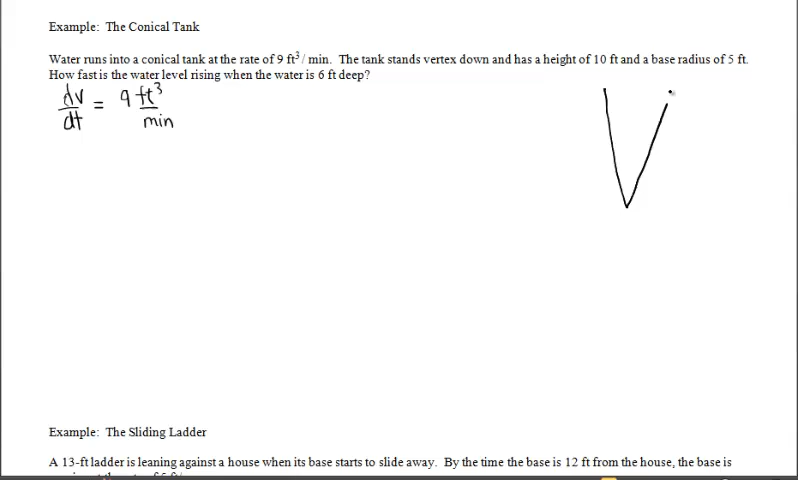 Example: The Conical Tank
Water runs into a conical tank at the rate of 9 ft³ / min. The tank stands vertex down and has a height of 10 ft and a base radius of 5 ft.
How fast is the water level rising when the water is 6 ft deep?
dv/dt = 9 ft³/min
Example: The Sliding Ladder
A 13-ft ladder is leaning against a house when its base starts to slide away. By the time the base is 12 ft from the house, the base is